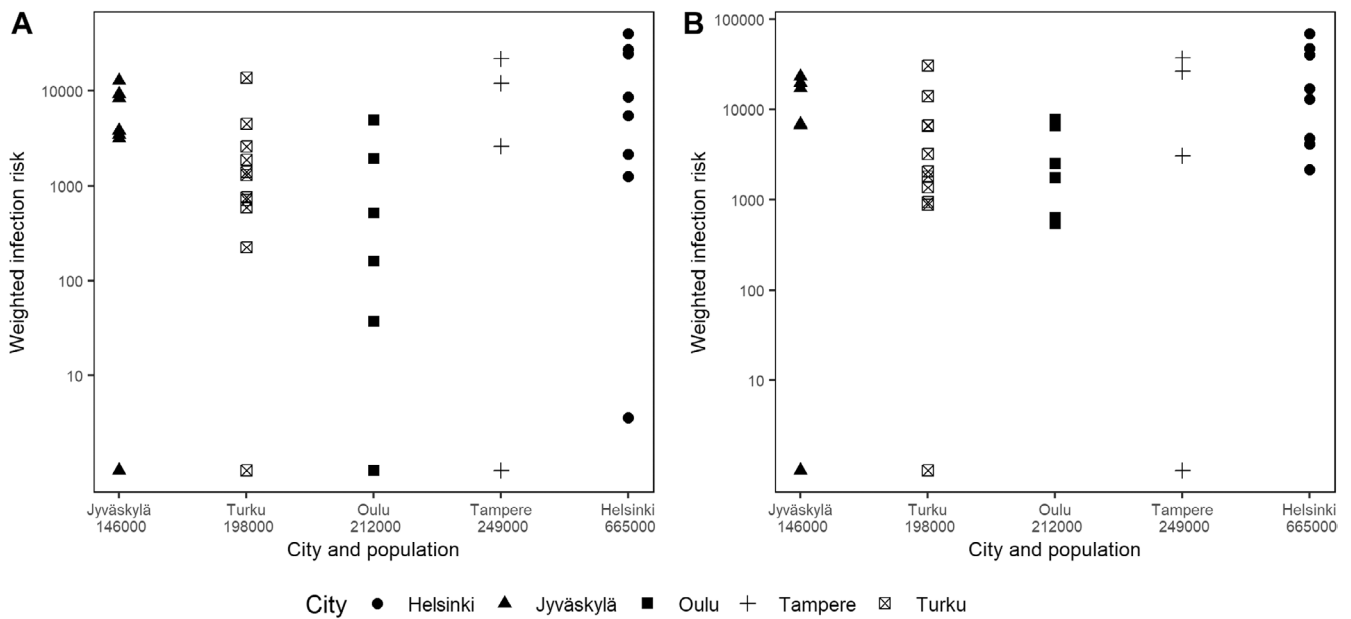 A
Weighted infection risk
10000
1000
100
10
Jyväskylä Turku Oulu Tampere Helsinki
146000 198000 212000 249000 665000
City and population
B
Weighted infection risk
100000
10000
1000
100
10
Jyväskylä Turku Oulu Tampere Helsinki
146000 198000 212000 249000 665000
City and population
City Helsinki Jyväskylä Oulu Tampere Turku